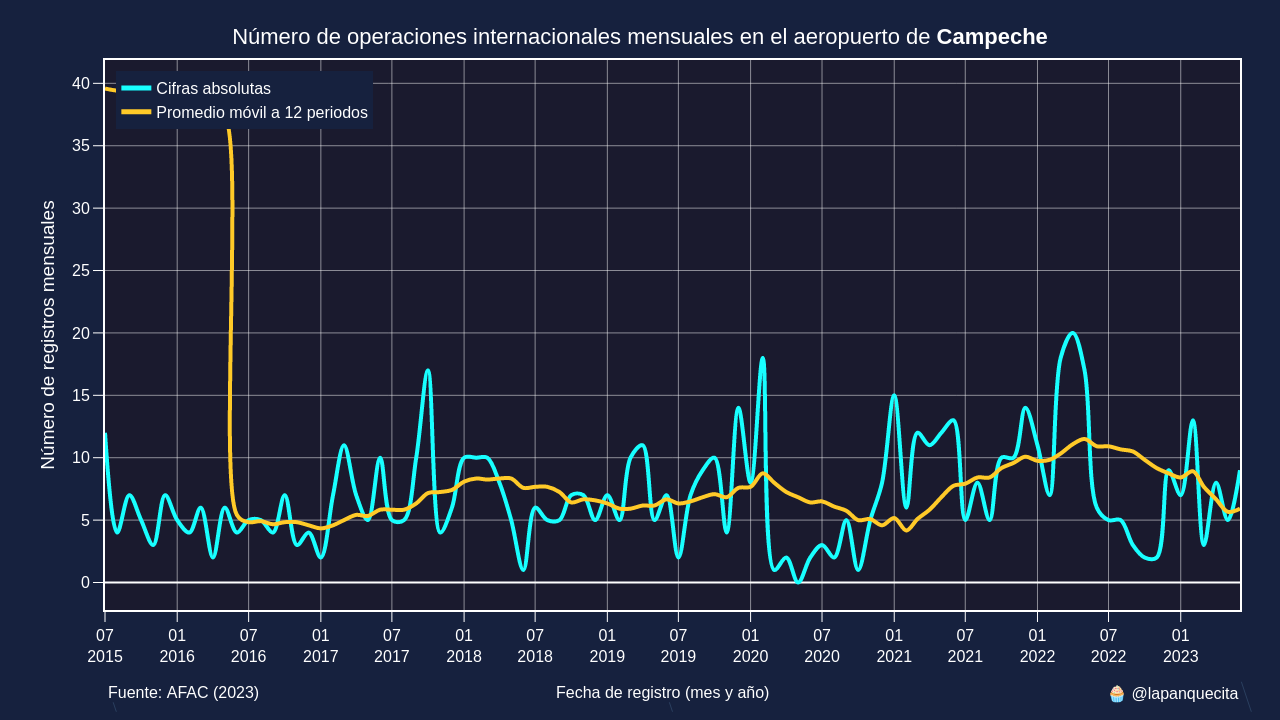 Número de operaciones internacionales mensuales en el aeropuerto de Campeche
Cifras absolutas
Promedio móvil a 12 periodos
Número de registros mensuales
40
35
30
25
20
15
10
5
0
07 01 07 01 07 01 07 01 07 01 07 01 07 01 07 01
2015 2016 2016 2017 2017 2018 2018 2019 2019 2020 2020 2021 2021 2022 2022 2023
Fuente: AFAC (2023)
Fecha de registro (mes y año)
🧁 @lapanquecita